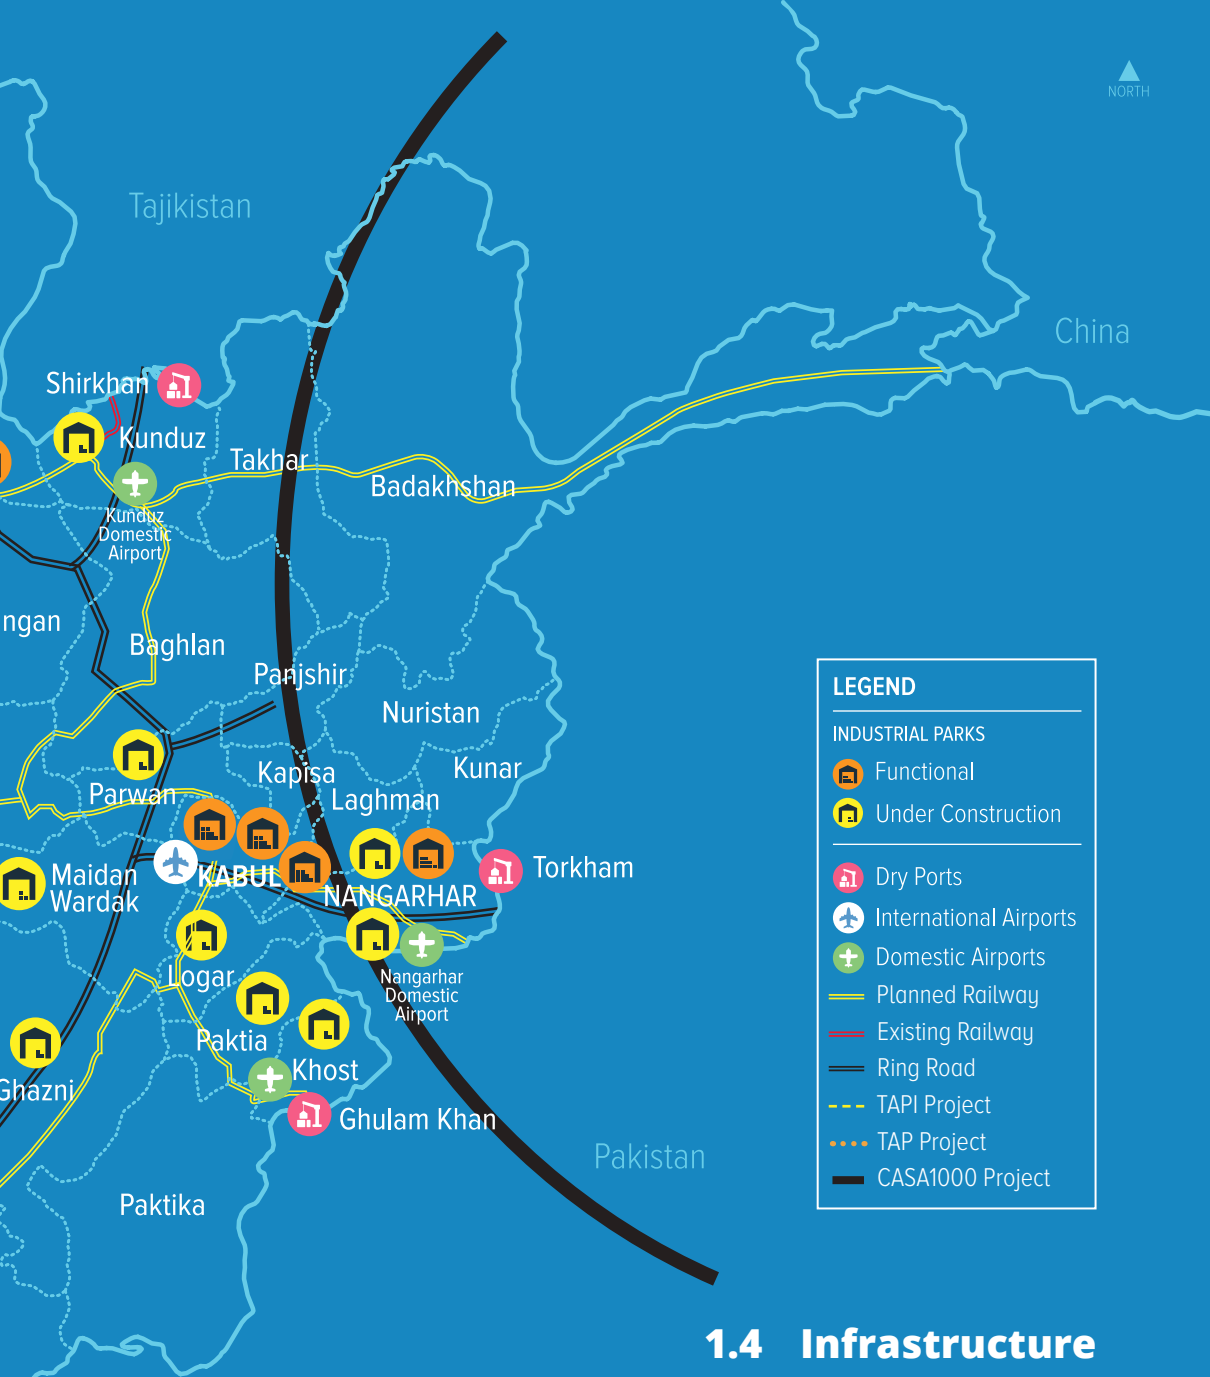 NORTH
Tajikistan
China
Shirkhan
Kunduz
Takhar
Badakhshan
Kunduz
Domestic
Airport
ngan
Baghlan
Panjshir
Nuristan
Kapisa
Kunar
Parwan
Laghman
Maidan
Wardak
KABUL
Torkham
NANGARHAR
Logar
Nangarhar
Domestic
Airport
Paktia
Khost
Ghazni
Ghulam Khan
Pakistan
Paktika
LEGEND
INDUSTRIAL PARKS
Functional
Under Construction
Dry Ports
International Airports
Domestic Airports
Planned Railway
Existing Railway
Ring Road
TAPI Project
TAP Project
CASA1000 Project
1.4 Infrastructure